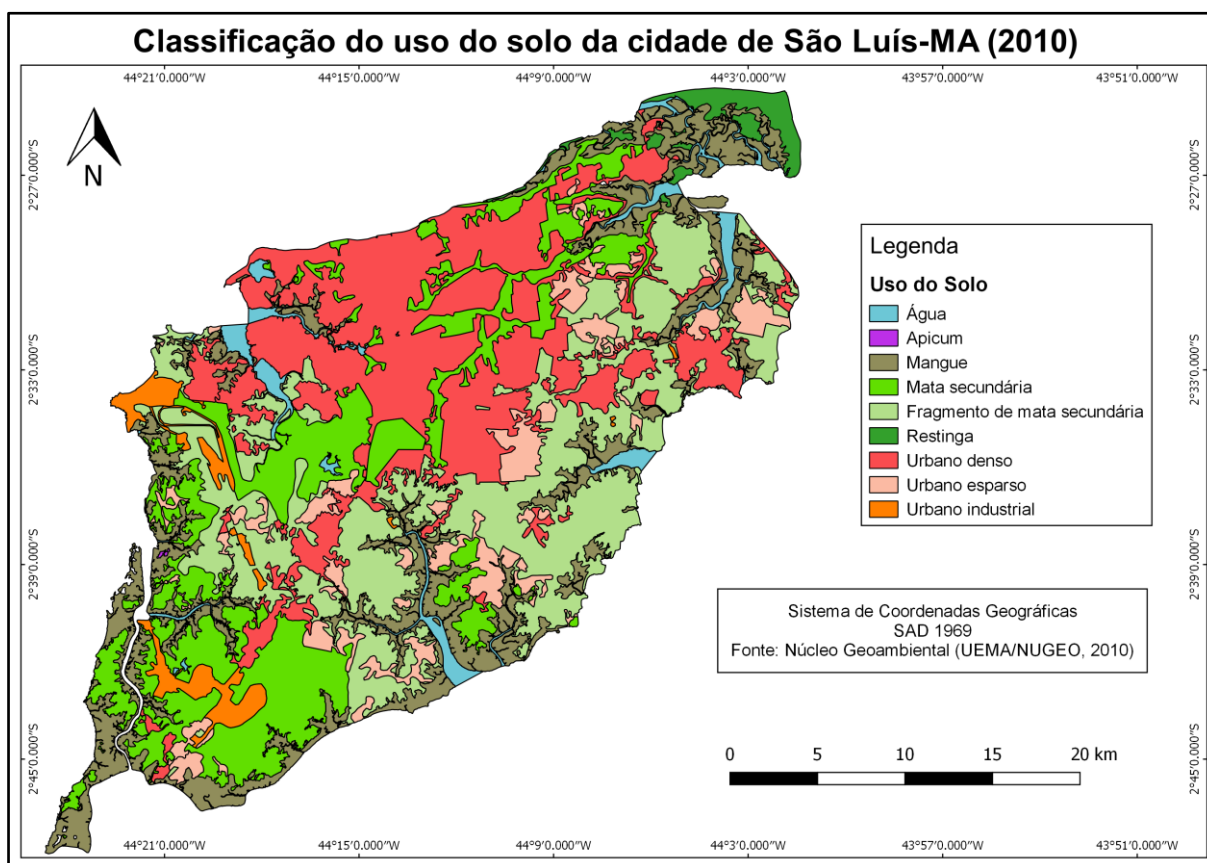 Classificação do uso do solo da cidade de São Luís-MA (2010)
44°21'0.000"W 44°15'0.000"W 44°9'0.000"W 44°3'0.000"W 43°57'0.000"W 43°51'0.000"W
N
2°27'0.000"S 2°27'0.000"S
Legenda
Uso do Solo
Água
Apicum
Mangue
Mata secundária
Fragmento de mata secundária
Restinga
Urbano denso
Urbano esparso
Urbano industrial
2°33'0.000"S 2°33'0.000"S
2°39'0.000"S 2°39'0.000"S
Sistema de Coordenadas Geográficas
SAD 1969
Fonte: Núcleo Geoambiental (UEMA/NUGEO, 2010)
0 5 10 15 20 km
2°45'0.000"S 2°45'0.000"S
44°21'0.000"W 44°15'0.000"W 44°9'0.000"W 44°3'0.000"W 43°57'0.000"W 43°51'0.000"W